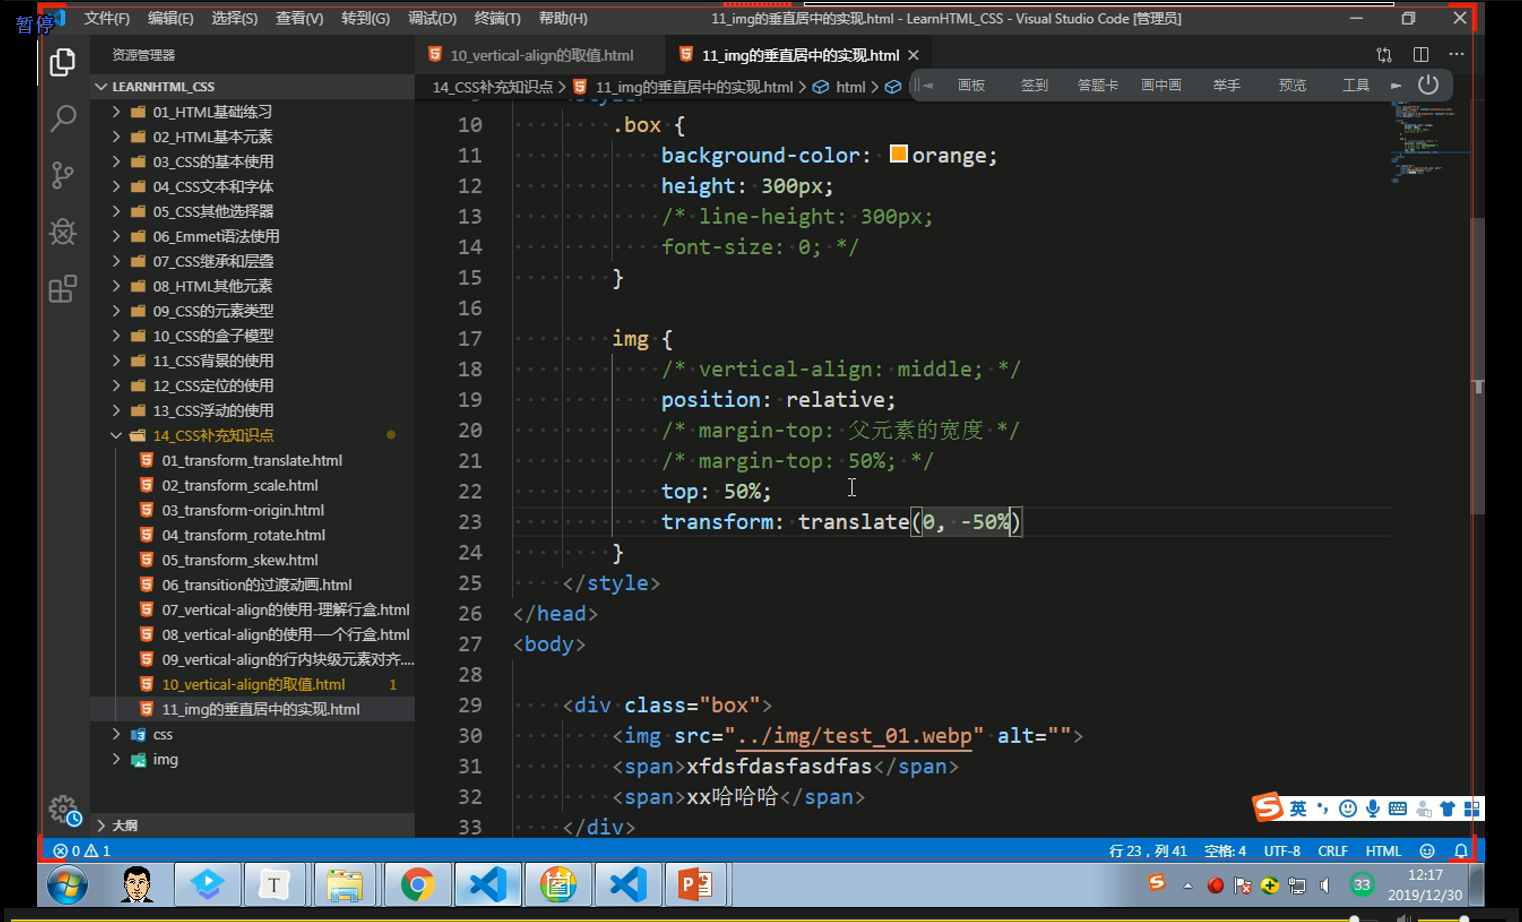 暂停
文件(F) 编辑(E) 选择(S) 查看(V) 转到(G) 调试(D) 终端(T) 帮助(H)
11_img的垂直居中的实现.html - LearnHTML_CSS - Visual Studio Code [管理员]
资源管理器
10_vertical-align的取值.html
11_img的垂直居中的实现.html
14_CSS补充知识点 > 11_img的垂直居中的实现.html > html >
画板 签到 答题卡 画中画 举手 预览 工具
LEARNHTML_CSS
01_HTML基础练习
02_HTML基本元素
03_CSS的基本使用
04_CSS文本和字体
05_CSS其他选择器
06_Emmet语法使用
07_CSS继承和层叠
08_HTML其他元素
09_CSS的元素类型
10_CSS的盒子模型
11_CSS背景的使用
12_CSS定位的使用
13_CSS浮动的使用
14_CSS补充知识点
01_transform_translate.html
02_transform_scale.html
03_transform-origin.html
04_transform_rotate.html
05_transform_skew.html
06_transition的过渡动画.html
07_vertical-align的使用-理解行盒.html
08_vertical-align的使用-一个行盒.html
09_vertical-align的行内块级元素对齐....
10_vertical-align的取值.html 1
11_img的垂直居中的实现.html
css
img
大纲
10 .box {
11 background-color: orange;
12 height: 300px;
13 /* line-height: 300px;
14 font-size: 0; */
15 }
16
17 img {
18 /* vertical-align: middle; */
19 position: relative;
20 /* margin-top: 父元素的宽度 */
21 /* margin-top: 50%; */
22 top: 50%;
23 transform: translate(0, -50%)
24 }
25 </style>
26 </head>
27 <body>
28
29 <div class="box">
30 <img src="../img/test_01.webp" alt="">
31 <span>xfdsfdasfasdfas</span>
32 <span>xx哈哈哈</span>
33 </div>
英
0 1
行 23，列 41 空格: 4 UTF-8 CRLF HTML
T
33
12:17
2019/12/30